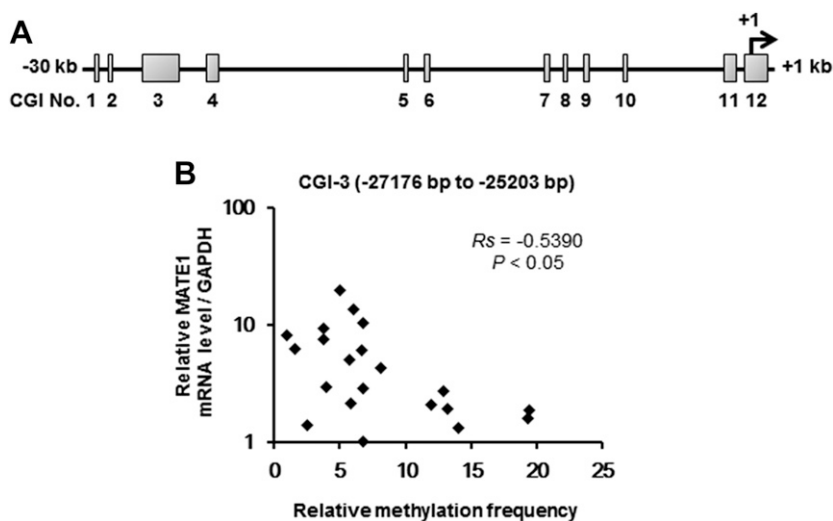 A
+1
-30 kb
+1 kb
CGI No. 1 2 3 4 5 6 7 8 9 10 11 12
B
CGI-3 (-27176 bp to -25203 bp)
Relative MATE1
mRNA level / GAPDH
100
10
1
Rs = -0.5390
P < 0.05
0 5 10 15 20 25
Relative methylation frequency